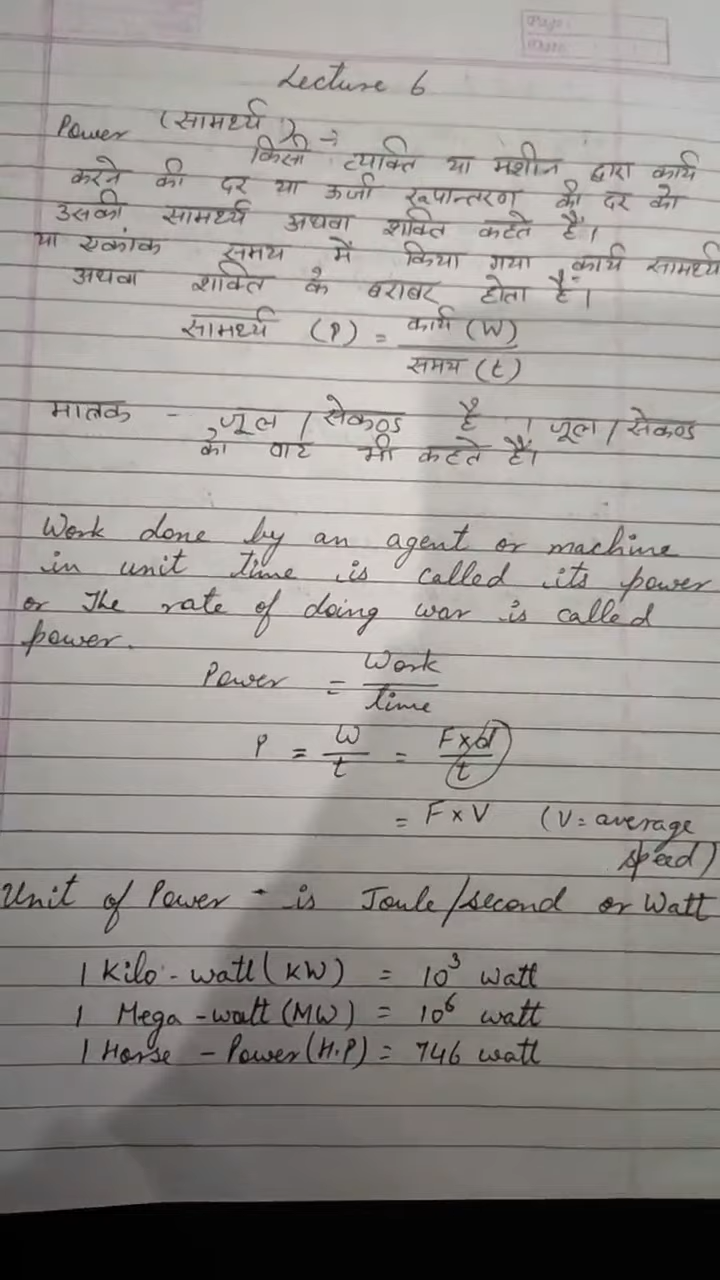 Lecture 6
Power (सामर्थ्य) →
किसी व्यक्ति या मशीन द्वारा कार्य
करने की दर या ऊर्जा रूपान्तरण की दर को
उसकी सामर्थ्य अथवा शक्ति कहते हैं।
या एकांक समय में किया गया कार्य सामर्थ्य
अथवा शक्ति के बराबर होता है।
सामर्थ्य (P) = कार्य (W)
समय (t)
मात्रक - जूल / सेकण्ड है । जूल / सेकण्ड
को वाट भी कहते हैं।
Work done by an agent or machine
in unit time is called its power
or The rate of doing war is called
power.
Power = Work
time
P = W/t = F×d/t
= F×V (V= average
speed)
Unit of Power - is Joule/second or Watt
1 Kilo-watt (KW) = 10³ watt
1 Mega-watt (MW) = 10⁶ watt
1 Horse - Power (H.P) = 746 watt